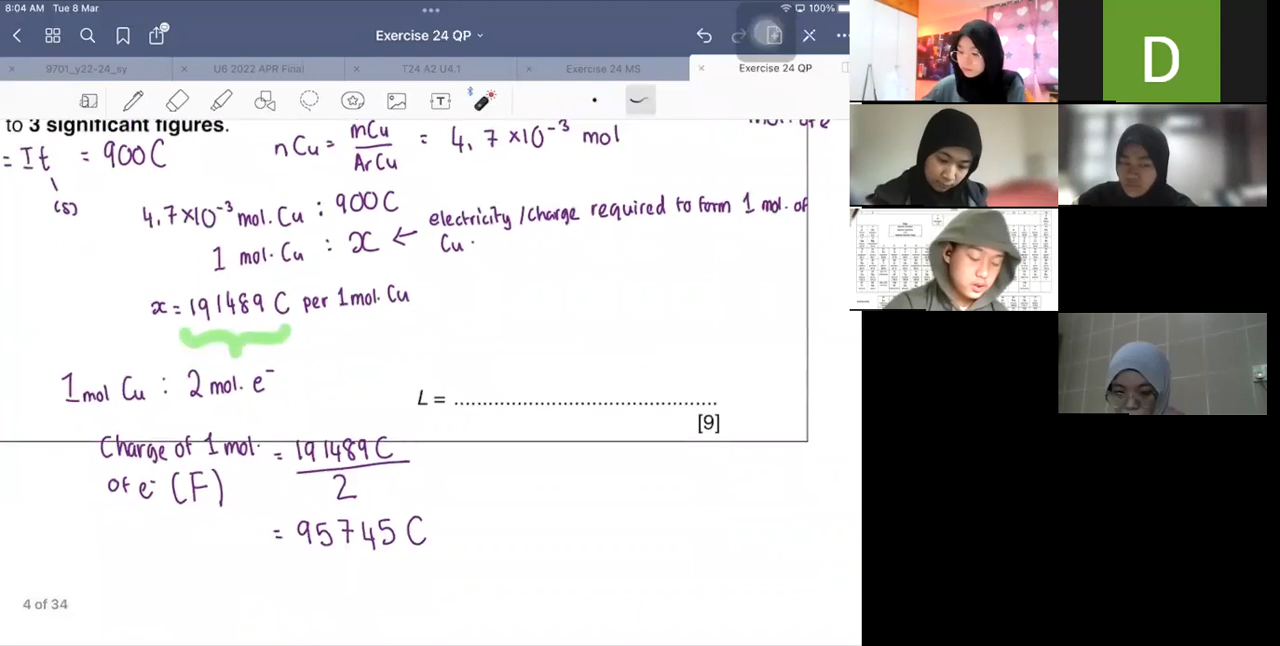 8:04 AM Tue 8 Mar
100%
Exercise 24 QP
9701_y22-24_sy
U6 2022 APR Final
T24 A2 U4.1
Exercise 24 MS
Exercise 24 QP
to 3 significant figures.
= It = 900C
(s)
nCu = mCu / ArCu = 4.7 × 10⁻³ mol
4.7×10⁻³ mol. Cu : 900C
1 mol. Cu : x ← electricity/charge required to form 1 mol. of
Cu.
x = 191489 C per 1 mol. Cu
1 mol Cu : 2 mol. e⁻
L = ............................................
[9]
Charge of 1 mol. = 191489 C
of e⁻ (F) 2
= 95745 C
4 of 34
D